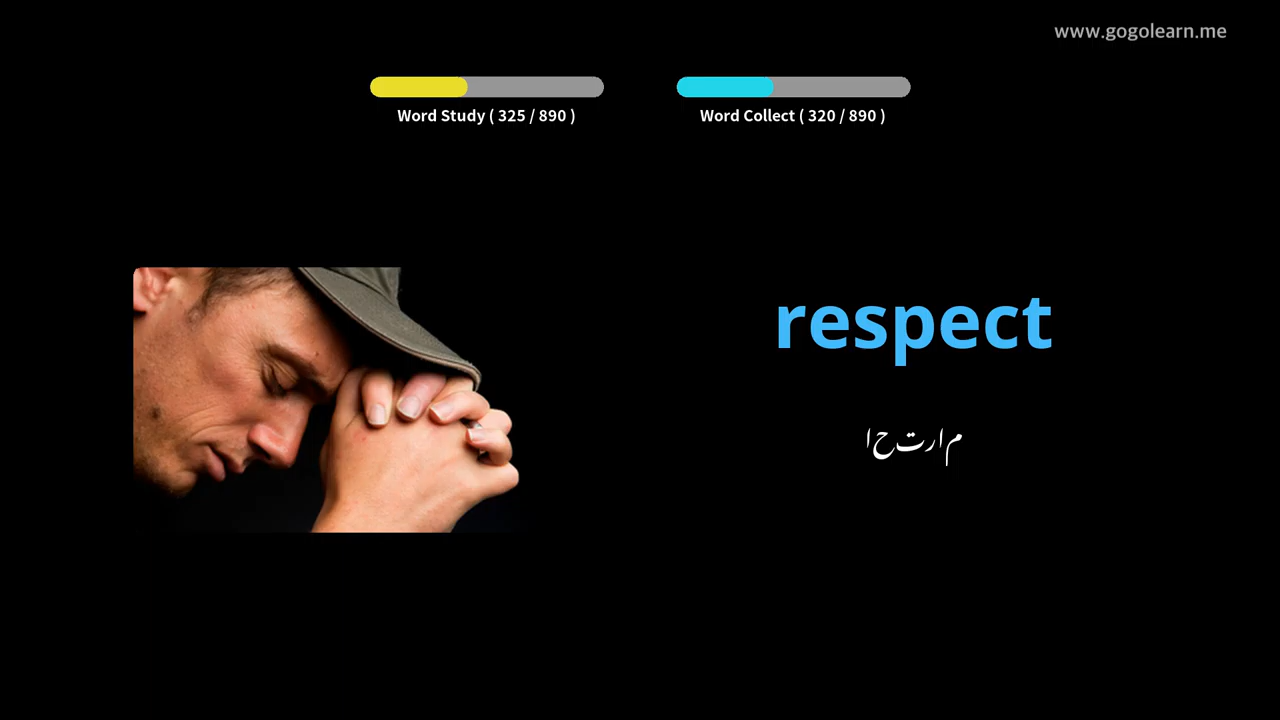 www.gogolearn.me
Word Study ( 325 / 890 )
Word Collect ( 320 / 890 )
respect
احترام